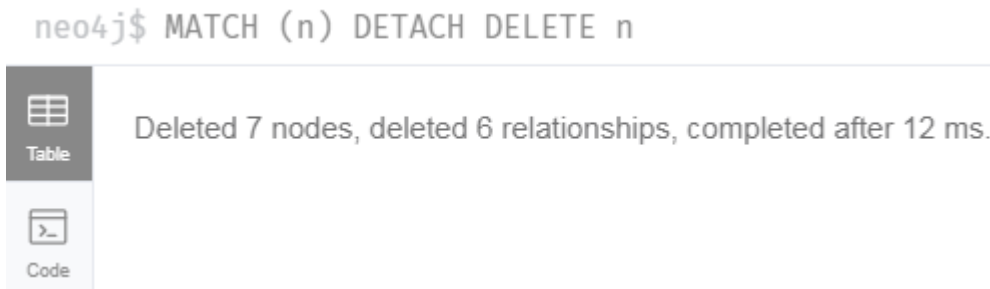 neo4j$ MATCH (n) DETACH DELETE n
Deleted 7 nodes, deleted 6 relationships, completed after 12 ms.
Table
Code